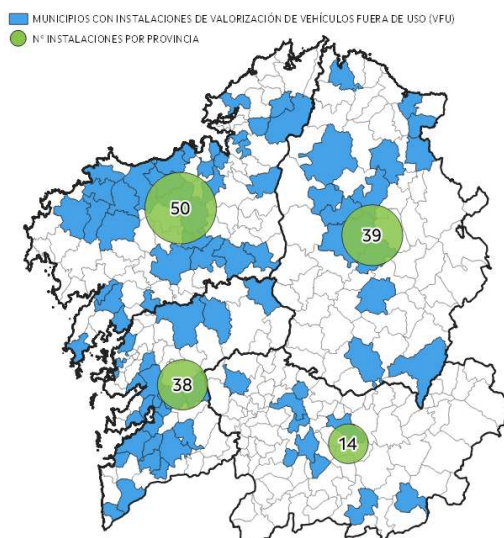 MUNICIPIOS CON INSTALACIONES DE VALORIZACIÓN DE VEHÍCULOS FUERA DE USO (VFU)
Nº INSTALACIONES POR PROVINCIA
50
39
38
14